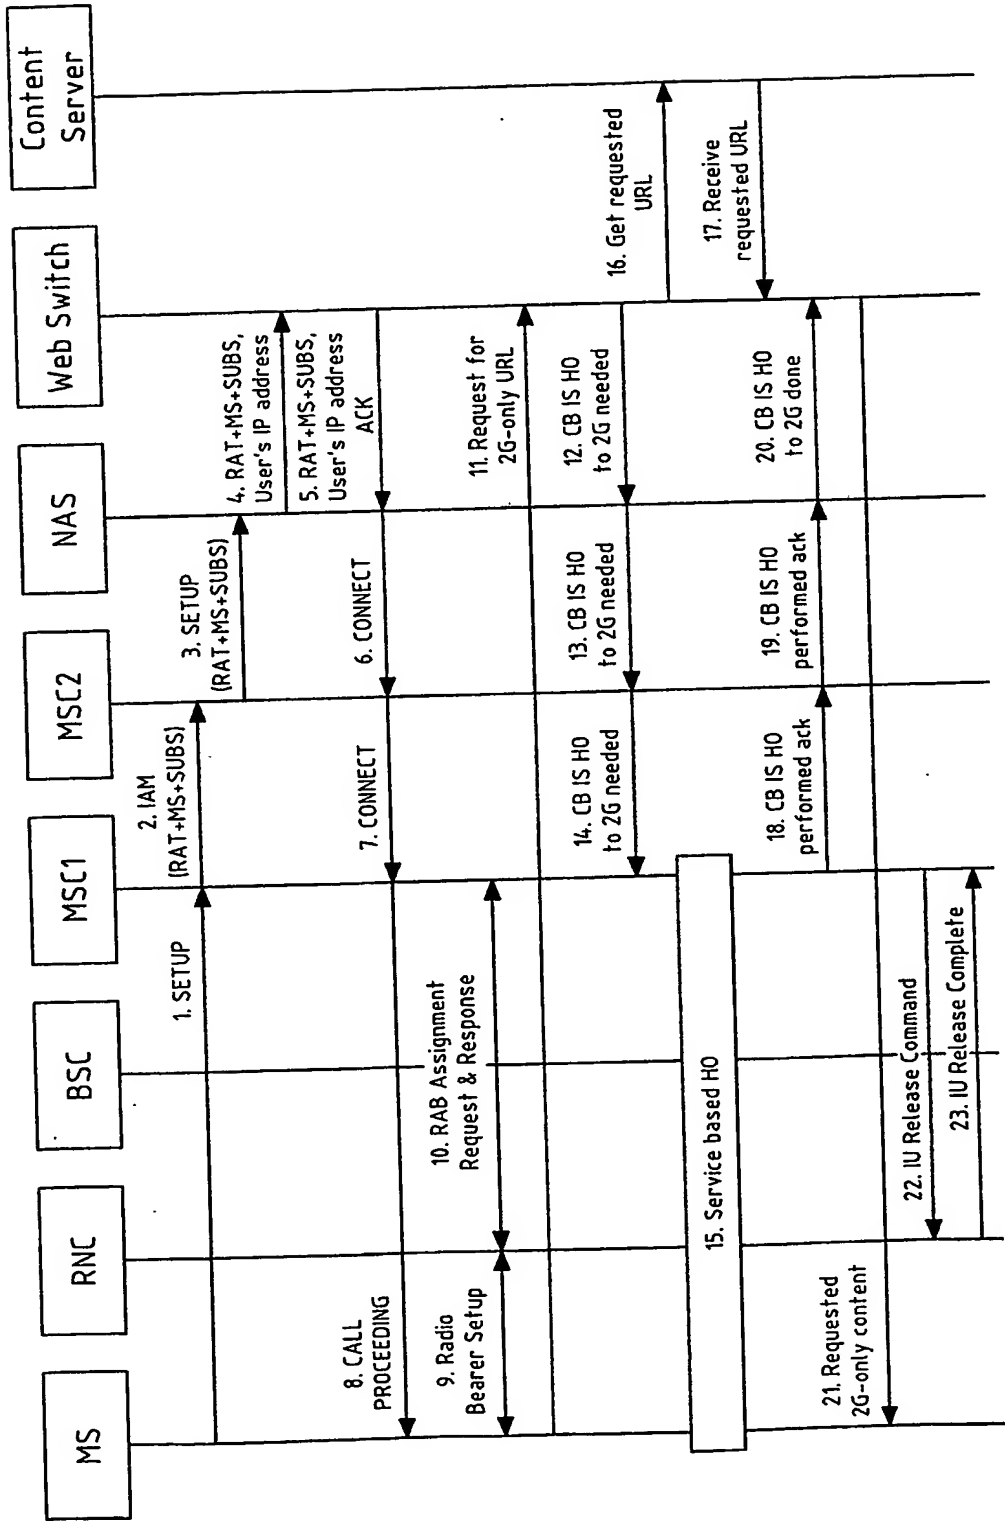 MS
RNC
BSC
MSC1
MSC2
NAS
Web Switch
Content
Server
1. SETUP
2. IAM
(RAT+MS+SUBS)
3. SETUP
(RAT+MS+SUBS)
4. RAT+MS+SUBS,
User's IP address
5. RAT+MS+SUBS,
User's IP address
ACK
6. CONNECT
7. CONNECT
8. CALL
PROCEEDING
9. Radio
Bearer Setup
10. RAB Assignment
Request & Response
11. Request for
2G-only URL
12. CB IS HO
to 2G needed
13. CB IS HO
to 2G needed
14. CB IS HO
to 2G needed
15. Service based HO
16. Get requested
URL
17. Receive
requested URL
18. CB IS HO
performed ack
19. CB IS HO
performed ack
20. CB IS HO
to 2G done
21. Requested
2G-only content
22. IU Release Command
23. IU Release Complete